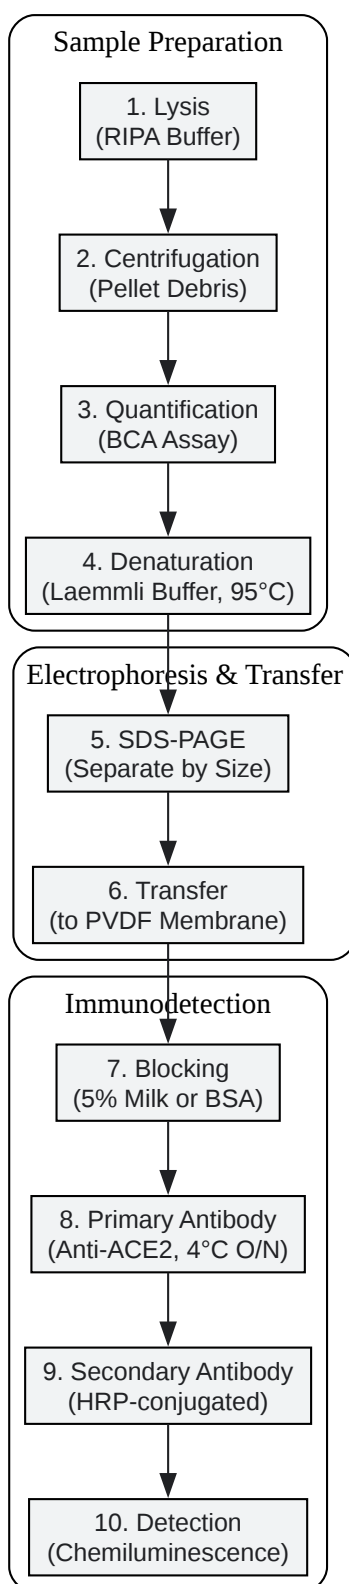 Sample Preparation
1. Lysis
(RIPA Buffer)
2. Centrifugation
(Pellet Debris)
3. Quantification
(BCA Assay)
4. Denaturation
(Laemmli Buffer, 95°C)
Electrophoresis & Transfer
5. SDS-PAGE
(Separate by Size)
6. Transfer
(to PVDF Membrane)
Immunodetection
7. Blocking
(5% Milk or BSA)
8. Primary Antibody
(Anti-ACE2, 4°C O/N)
9. Secondary Antibody
(HRP-conjugated)
10. Detection
(Chemiluminescence)